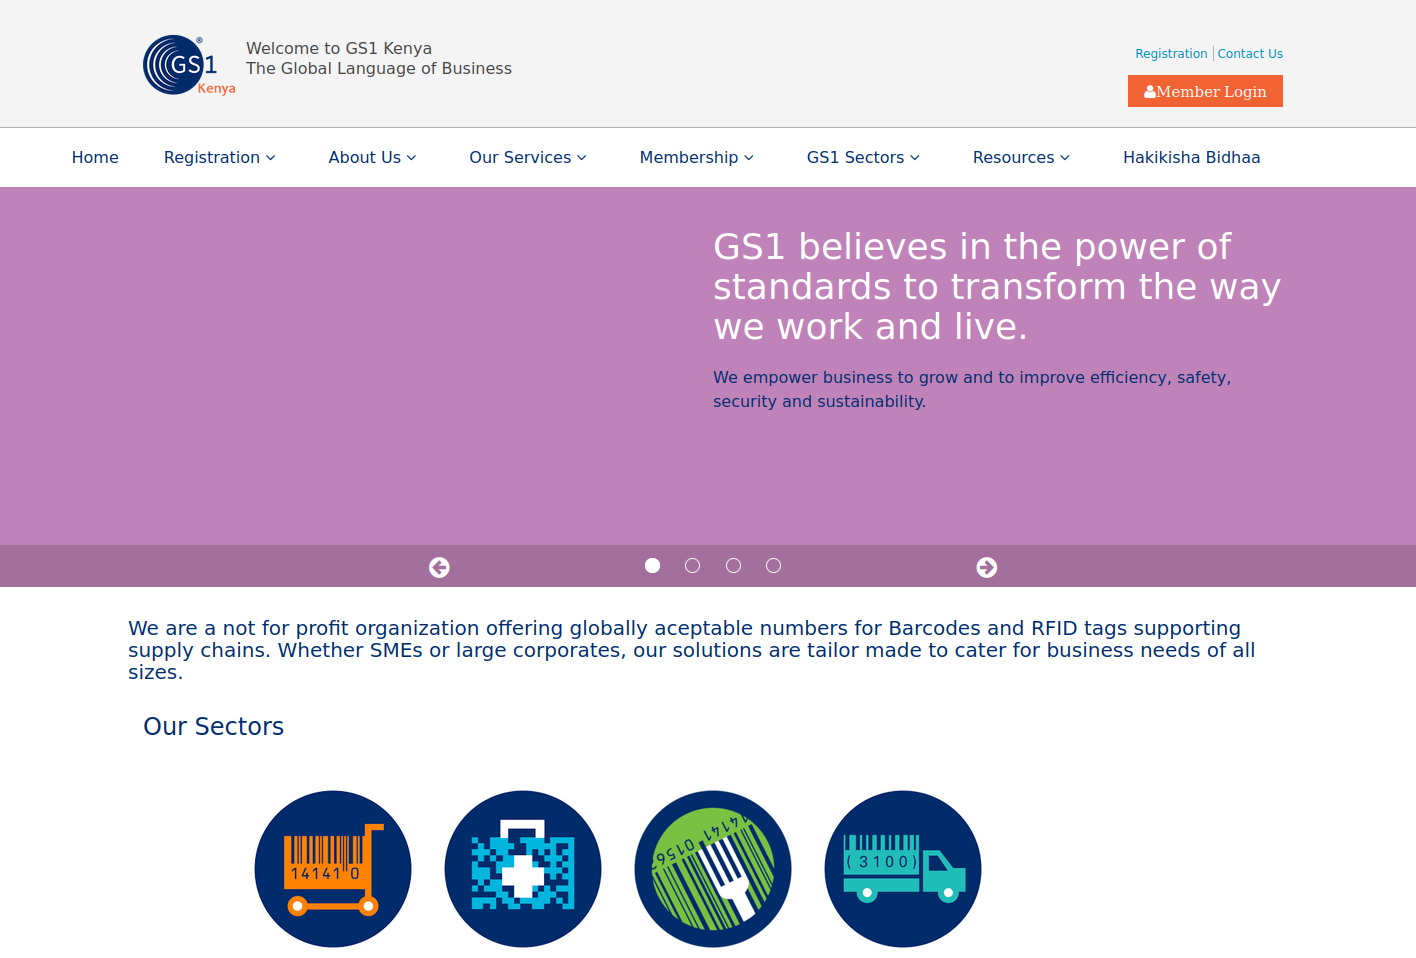 GS1
®
Kenya
Welcome to GS1 Kenya
The Global Language of Business
Registration
Contact Us
Member Login
Home
Registration
About Us
Our Services
Membership
GS1 Sectors
Resources
Hakikisha Bidhaa
GS1 believes in the power of
standards to transform the way
we work and live.
We empower business to grow and to improve efficiency, safety,
security and sustainability.
We are a not for profit organization offering globally aceptable numbers for Barcodes and RFID tags supporting
supply chains. Whether SMEs or large corporates, our solutions are tailor made to cater for business needs of all
sizes.
Our Sectors
14141 0
(3100)